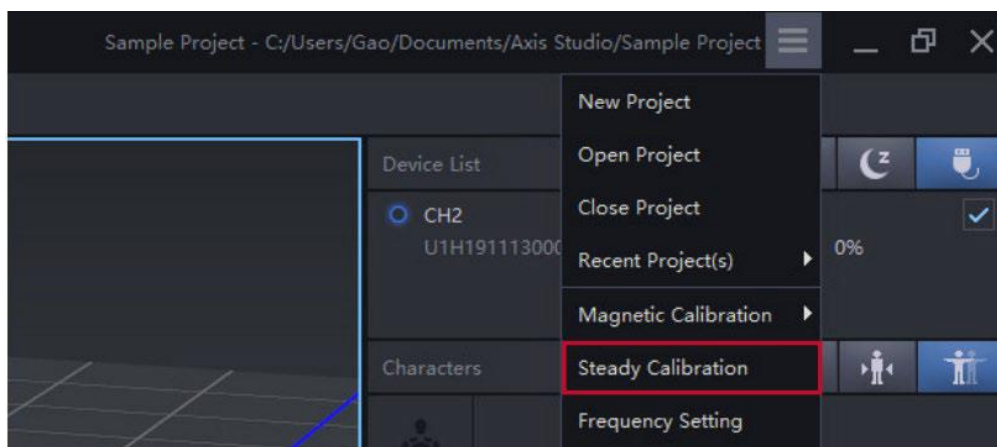 Sample Project - C:/Users/Gao/Documents/Axis Studio/Sample Project
New Project
Open Project
Close Project
Recent Project(s)
Magnetic Calibration
Steady Calibration
Frequency Setting
Device List
CH2
U1H191113000
0%
Characters